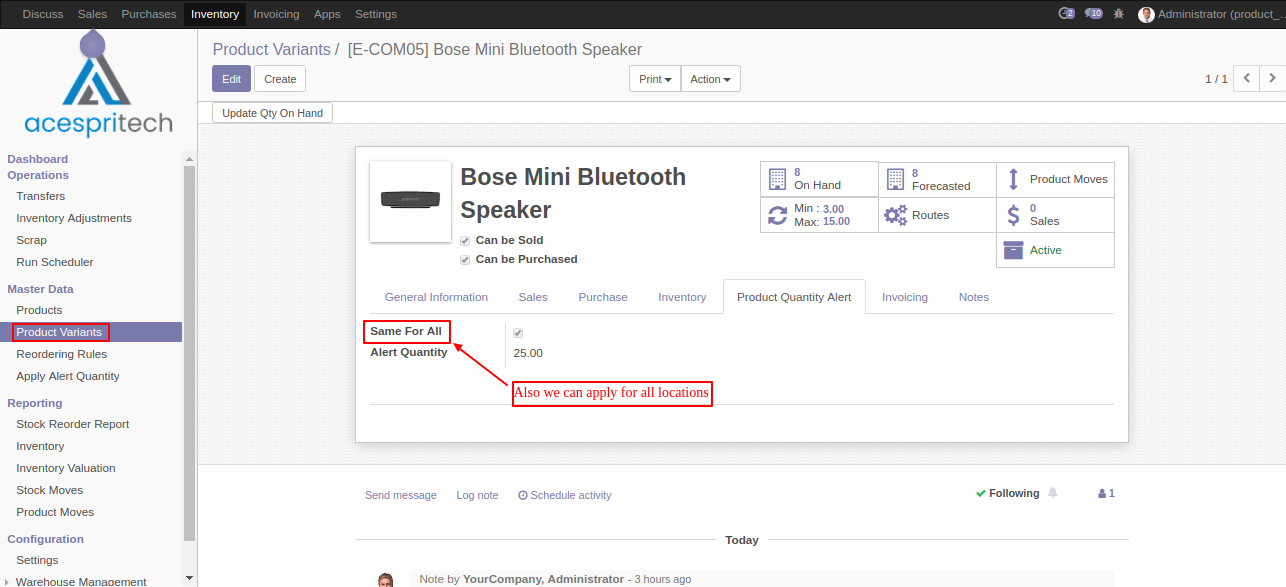 Discuss Sales Purchases Inventory Invoicing Apps Settings 2 10 Administrator (product_...
acespritech
Product Variants / [E-COM05] Bose Mini Bluetooth Speaker
Edit Create Print Action 1 / 1
Update Qty On Hand
Dashboard
Operations
Transfers
Inventory Adjustments
Scrap
Run Scheduler
Master Data
Products
Product Variants
Reordering Rules
Apply Alert Quantity
Reporting
Stock Reorder Report
Inventory
Inventory Valuation
Stock Moves
Product Moves
Configuration
Settings
Warehouse Management
Bose Mini Bluetooth
Speaker
Can be Sold
Can be Purchased
8
On Hand
8
Forecasted
Product Moves
Min : 3.00
Max: 15.00
Routes
0
Sales
Active
General Information Sales Purchase Inventory Product Quantity Alert Invoicing Notes
Same For All
Alert Quantity 25.00
Also we can apply for all locations
Send message Log note Schedule activity Following 1
Today
Note by YourCompany, Administrator - 3 hours ago